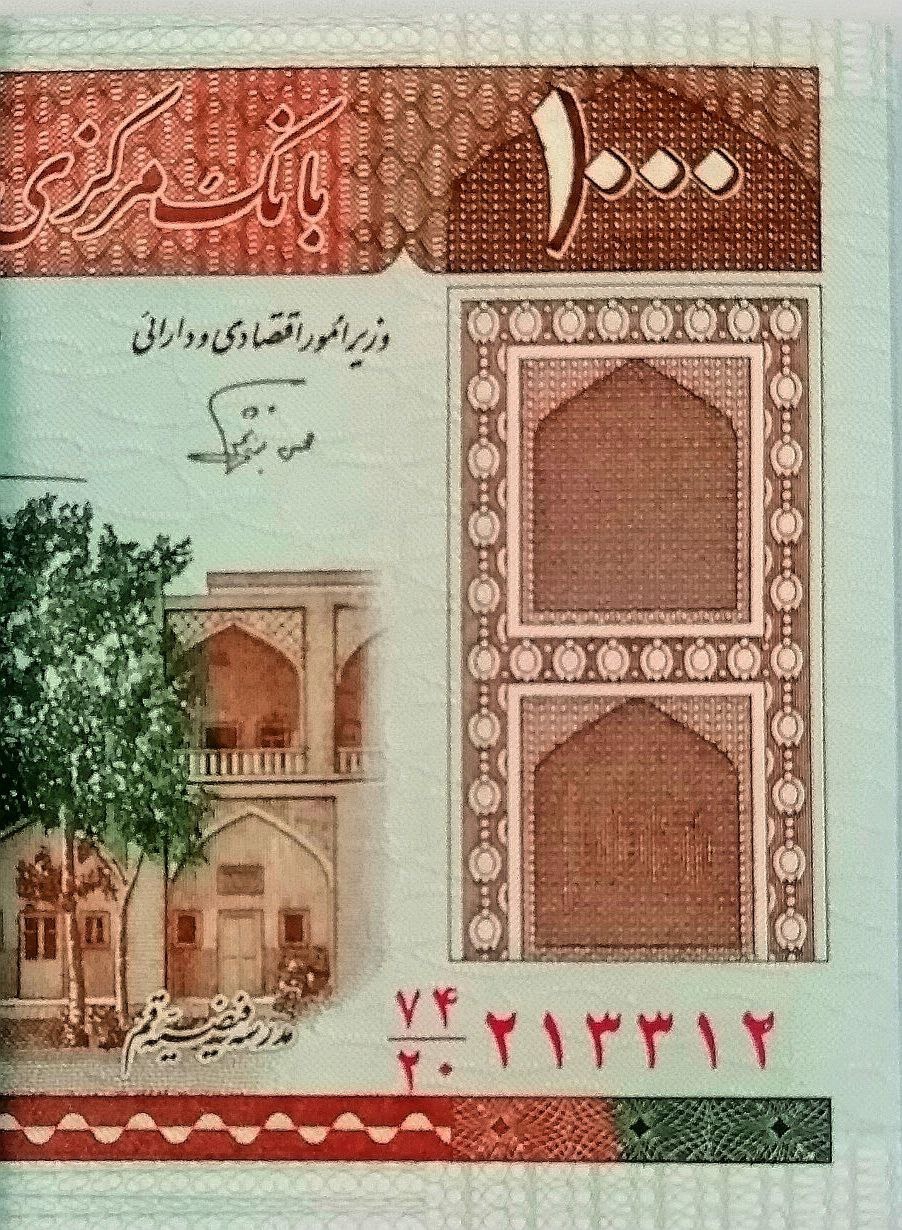 ۱۰۰۰
بانک مرکزی
وزیر امور اقتصادی و دارائی
مدرسه فیضیه قم
۷۴
۲۰
۲۱۳۳۱۲